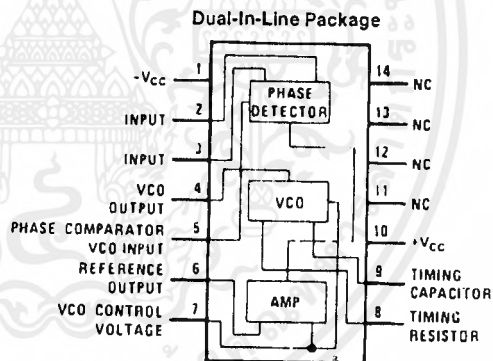 Dual-In-Line Package
1
-VCC
2
INPUT
3
INPUT
4
VCO
OUTPUT
5
PHASE COMPARATOR
VCO INPUT
6
REFERENCE
OUTPUT
7
VCO CONTROL
VOLTAGE
PHASE
DETECTOR
VCO
AMP
14
NC
13
NC
12
NC
11
NC
10
+VCC
9
TIMING
CAPACITOR
8
TIMING
RESISTOR